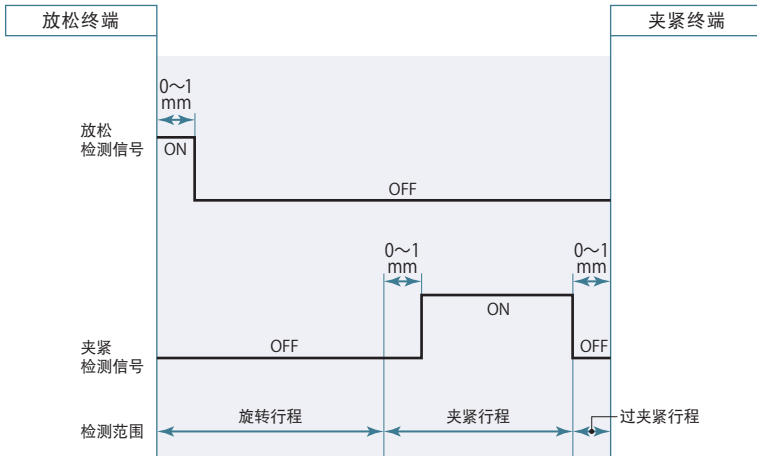 放松终端
夹紧终端
0～1
mm
放松
检测信号
ON
OFF
0～1
mm
0～1
mm
ON
夹紧
检测信号
OFF
OFF
检测范围
旋转行程
夹紧行程
过夹紧行程